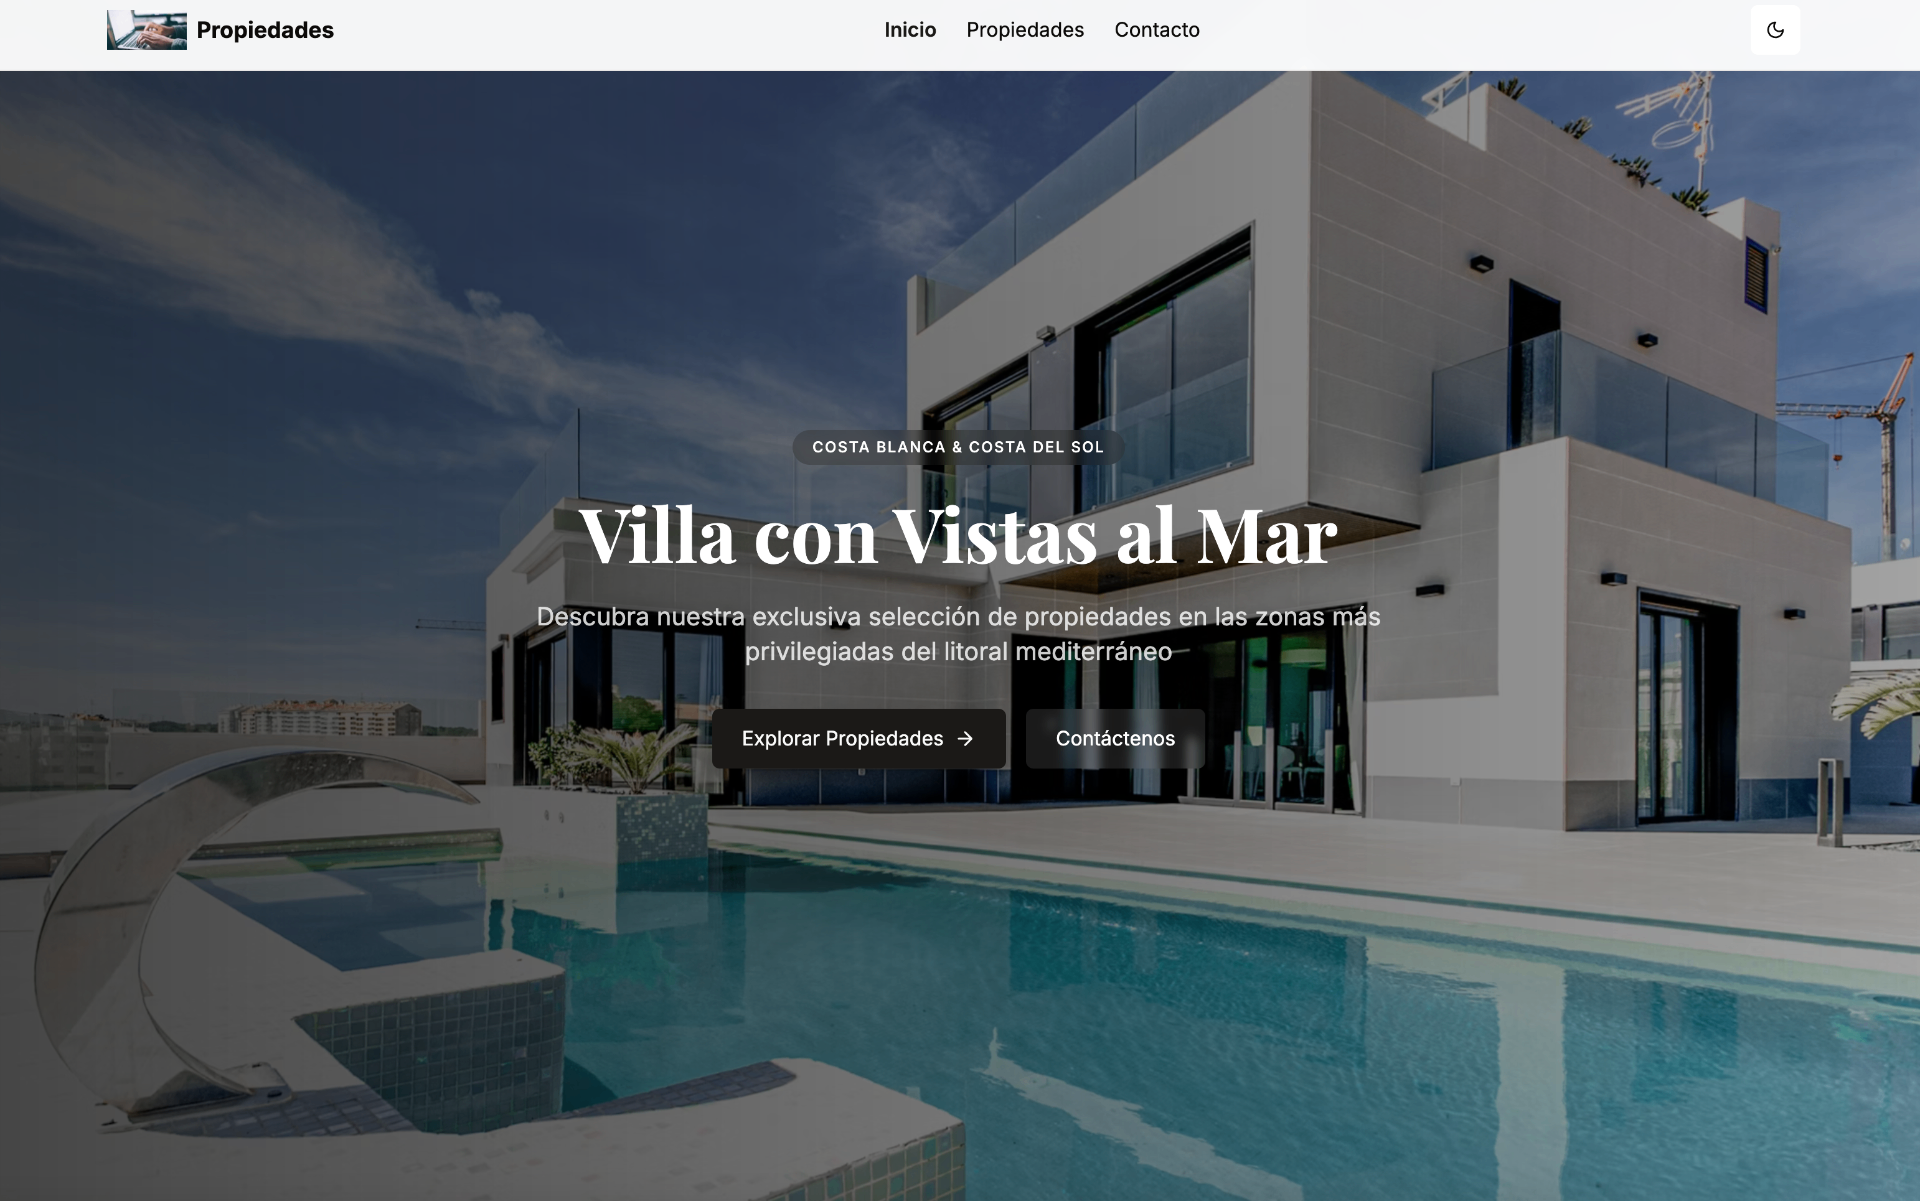 Propiedades
Inicio
Propiedades
Contacto
COSTA BLANCA & COSTA DEL SOL
Villa con Vistas al Mar
Descubra nuestra exclusiva selección de propiedades en las zonas más
privilegiadas del litoral mediterráneo
Explorar Propiedades →
Contáctenos